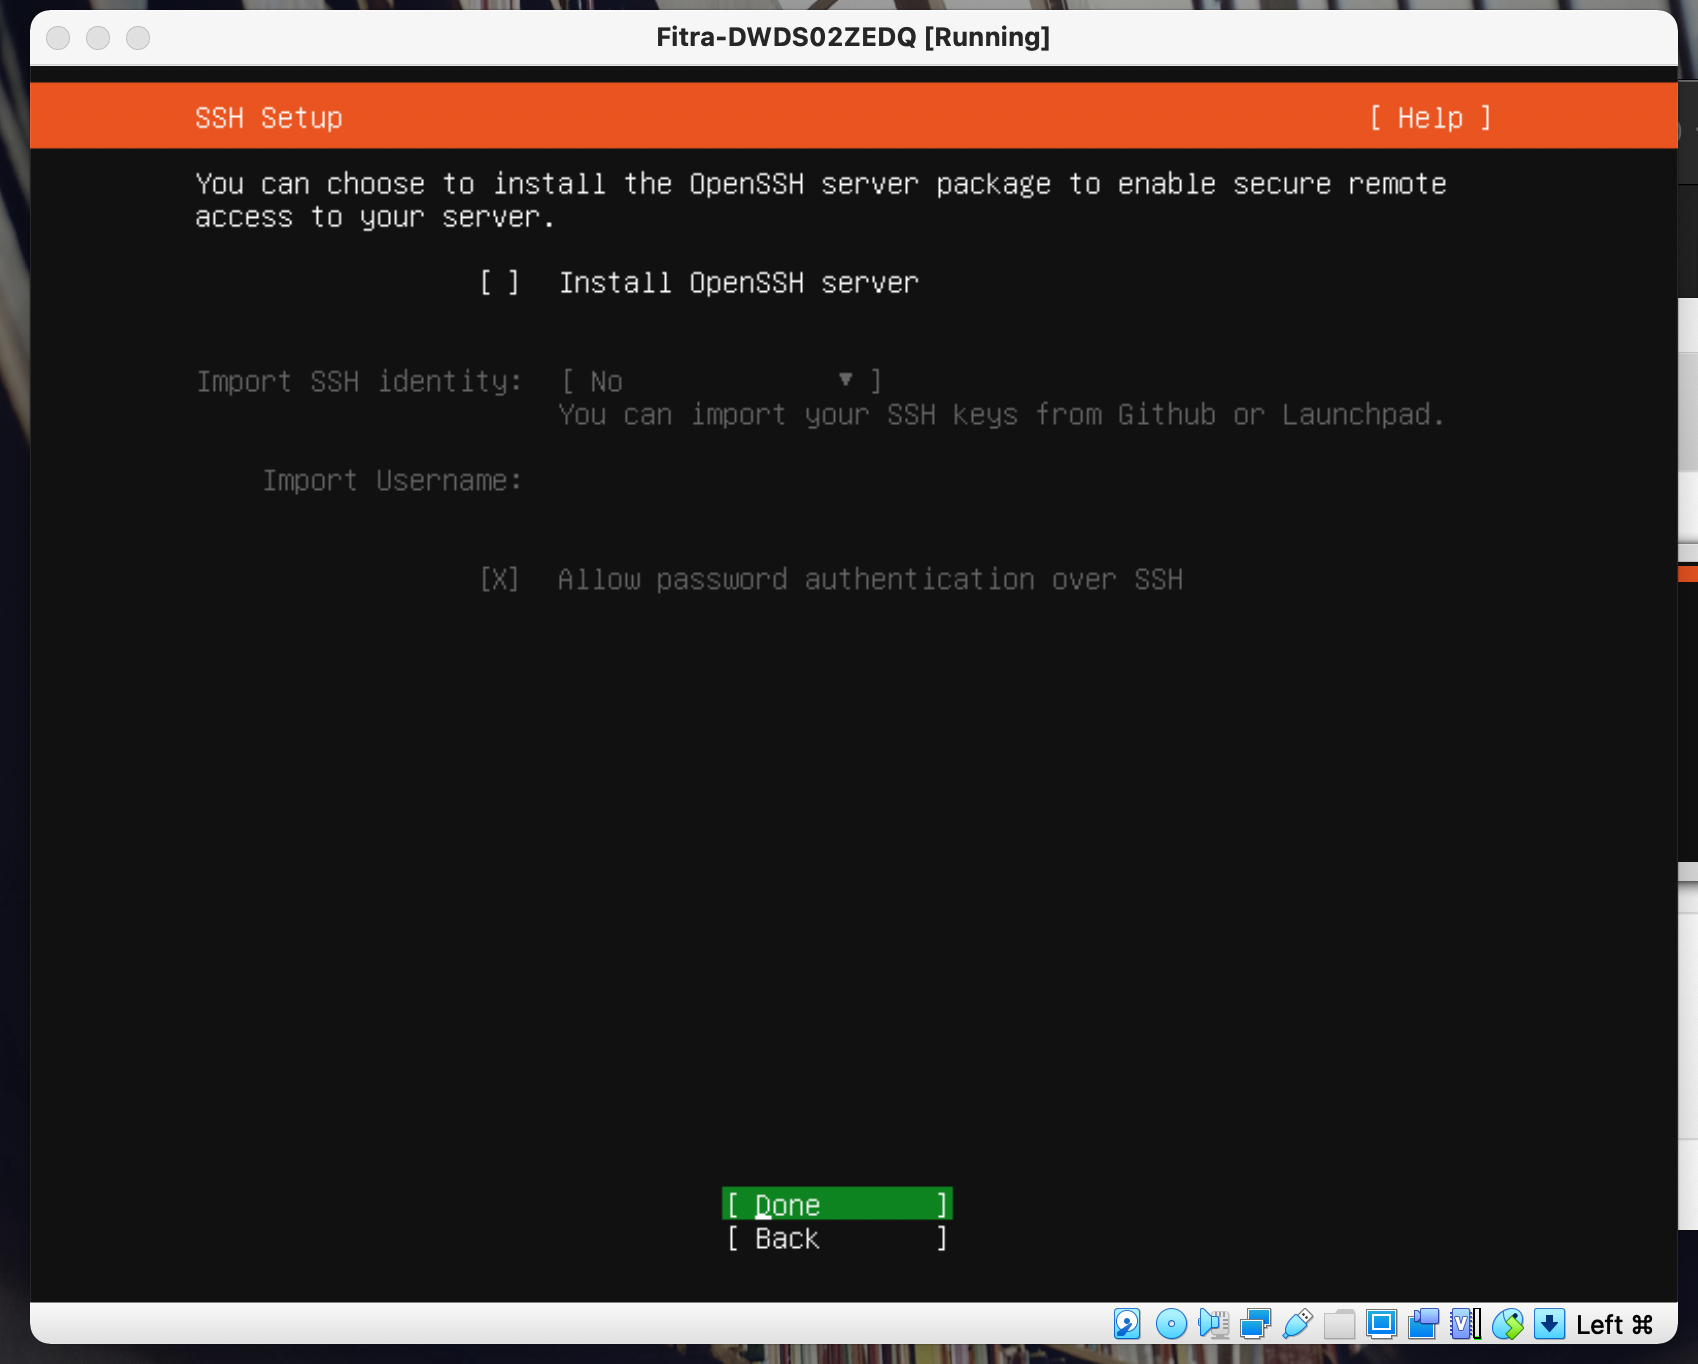 Fitra-DWDS02ZEDQ [Running]
SSH Setup [ Help ]
You can choose to install the OpenSSH server package to enable secure remote
access to your server.
[ ] Install OpenSSH server
Import SSH identity: [ No ▾ ]
You can import your SSH keys from Github or Launchpad.
Import Username:
[X] Allow password authentication over SSH
[ Done ]
[ Back ]
Left ⌘